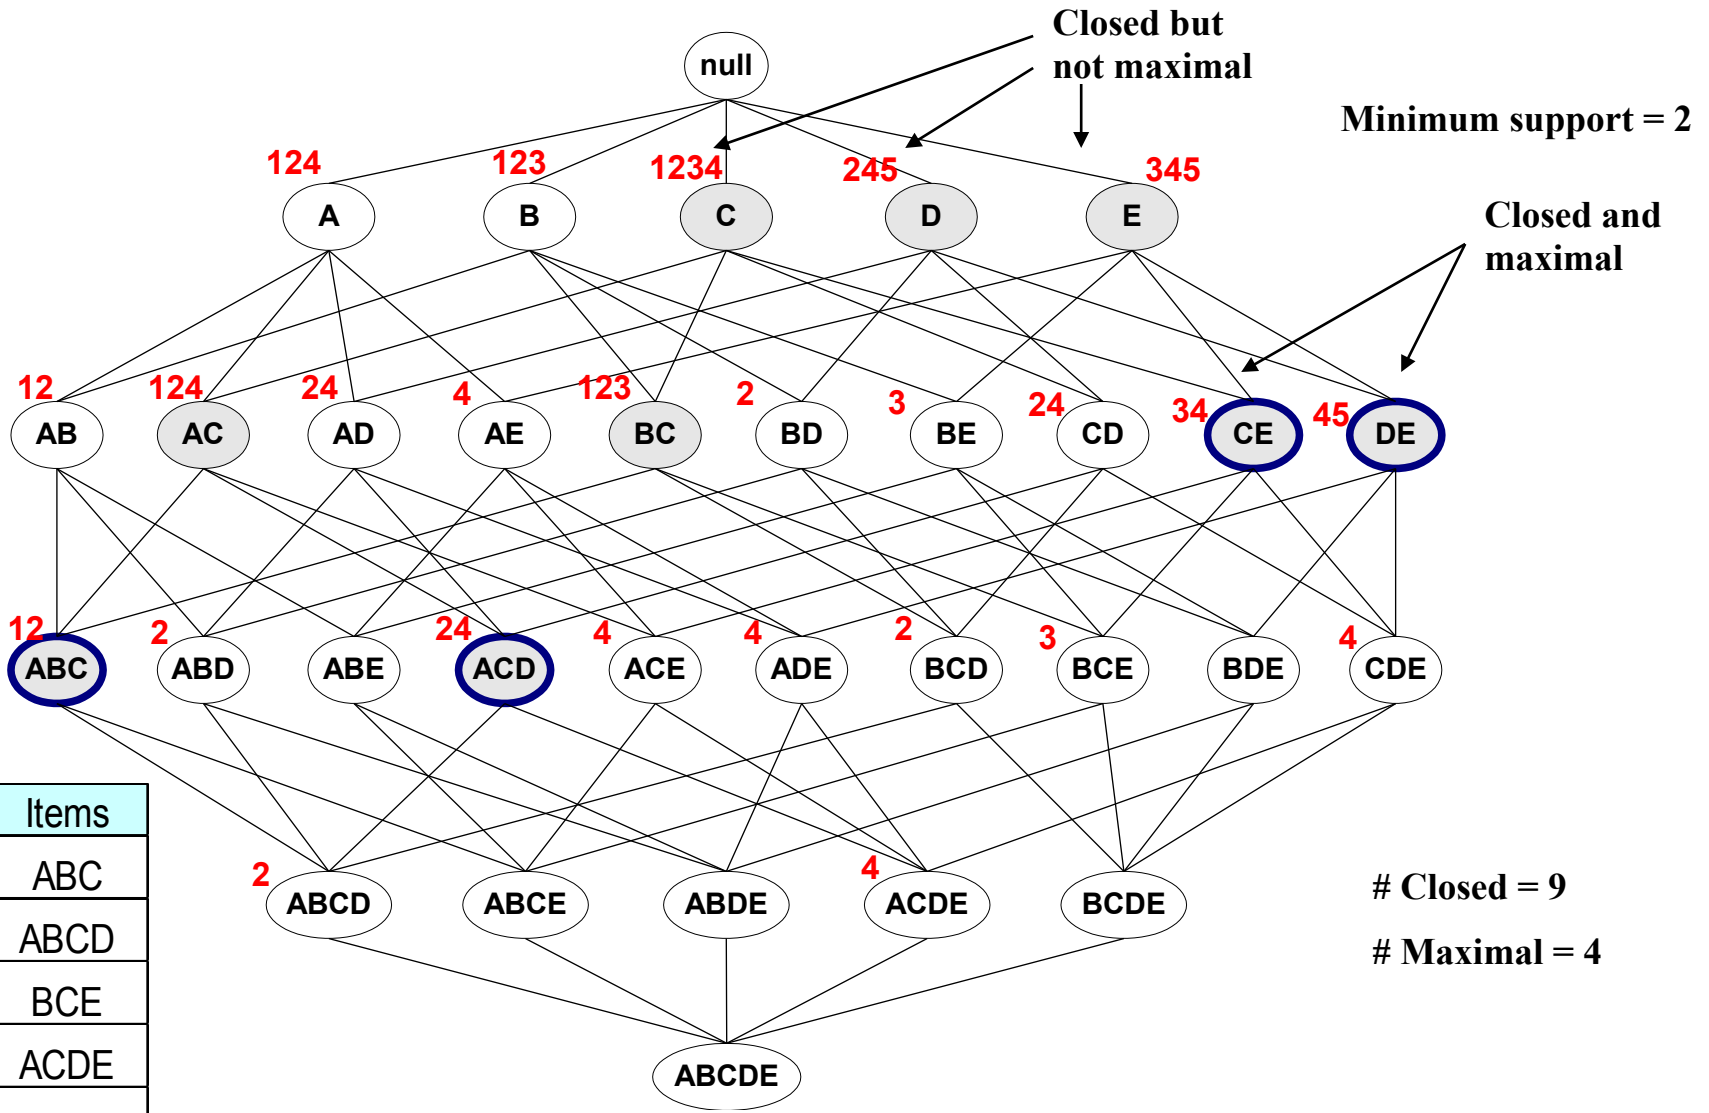 Closed but
not maximal
null
Minimum support = 2
124
123
1234
245
345
A
B
C
D
E
Closed and
maximal
12
124
24
4
123
2
3
24
34
45
AB
AC
AD
AE
BC
BD
BE
CD
CE
DE
12
2
24
4
4
2
3
4
ABC
ABD
ABE
ACD
ACE
ADE
BCD
BCE
BDE
CDE
Items
ABC
ABCD
BCE
ACDE
2
4
ABCD
ABCE
ABDE
ACDE
BCDE
# Closed = 9
# Maximal = 4
ABCDE